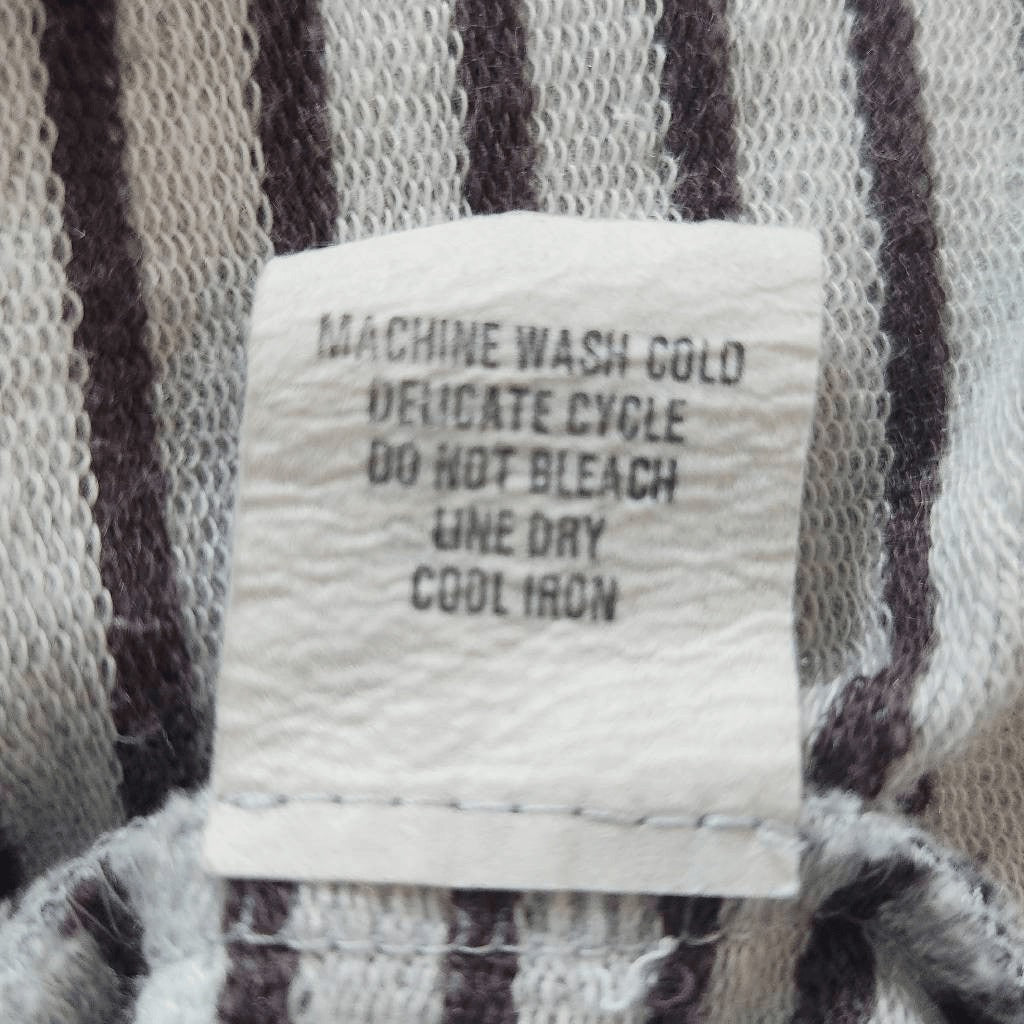 MACHINE WASH COLD
DELICATE CYCLE
DO NOT BLEACH
LINE DRY
COOL IRON